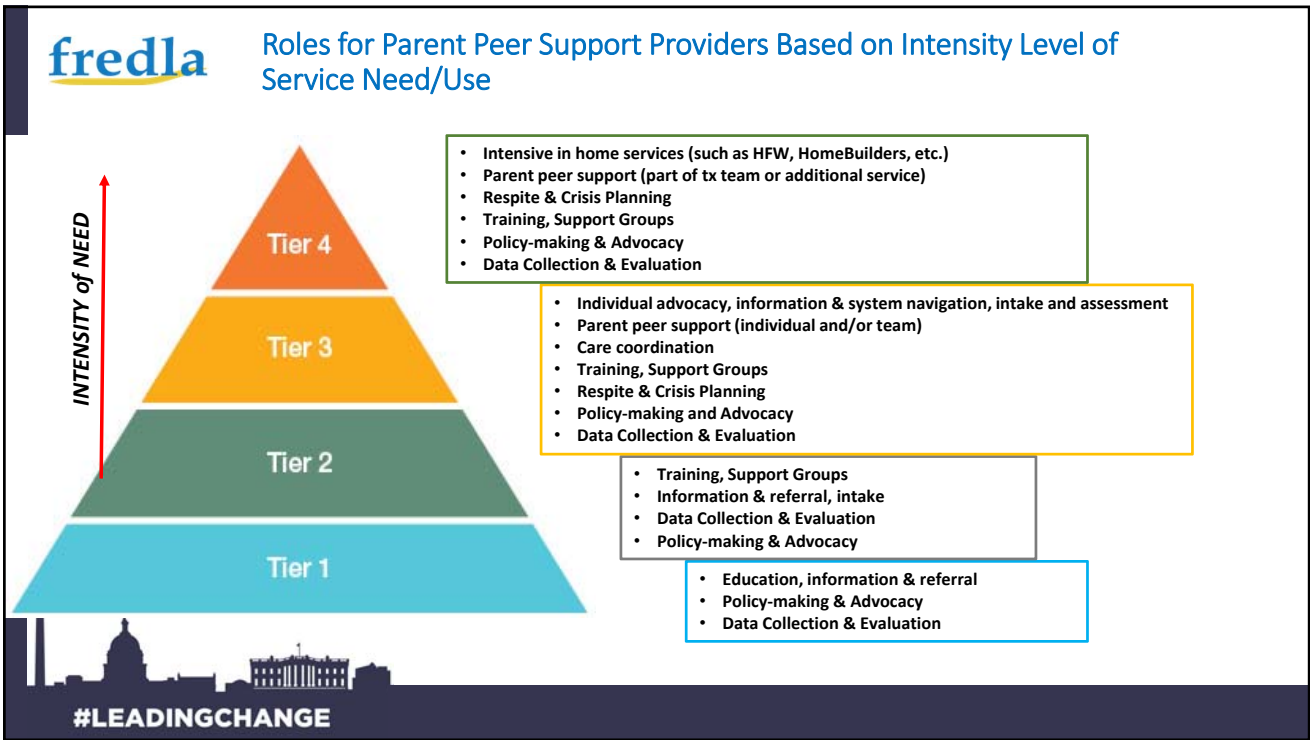 fredla
Roles for Parent Peer Support Providers Based on Intensity Level of
Service Need/Use
INTENSITY of NEED
Tier 4
• Intensive in home services (such as HFW, HomeBuilders, etc.)
• Parent peer support (part of tx team or additional service)
• Respite & Crisis Planning
• Training, Support Groups
• Policy-making & Advocacy
• Data Collection & Evaluation
Tier 3
• Individual advocacy, information & system navigation, intake and assessment
• Parent peer support (individual and/or team)
• Care coordination
• Training, Support Groups
• Respite & Crisis Planning
• Policy-making and Advocacy
• Data Collection & Evaluation
Tier 2
• Training, Support Groups
• Information & referral, intake
• Data Collection & Evaluation
• Policy-making & Advocacy
Tier 1
• Education, information & referral
• Policy-making & Advocacy
• Data Collection & Evaluation
#LEADINGCHANGE